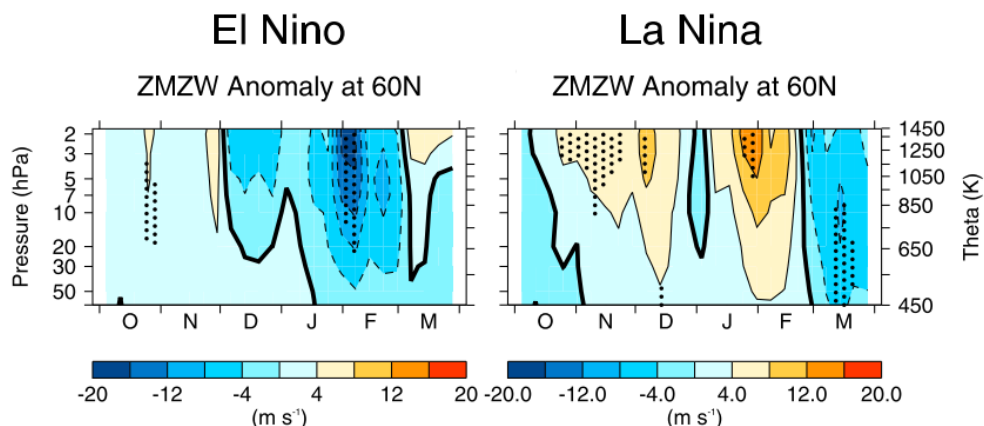 El Nino
La Nina
ZMZW Anomaly at 60N
ZMZW Anomaly at 60N
Pressure (hPa)
2
3
5
7
10
20
30
50
O N D J F M
O N D J F M
1450
1250
1050
850
650
450
Theta (K)
-20 -12 -4 4 12 20
(m s⁻¹)
-20.0 -12.0 -4.0 4.0 12.0 20.0
(m s⁻¹)